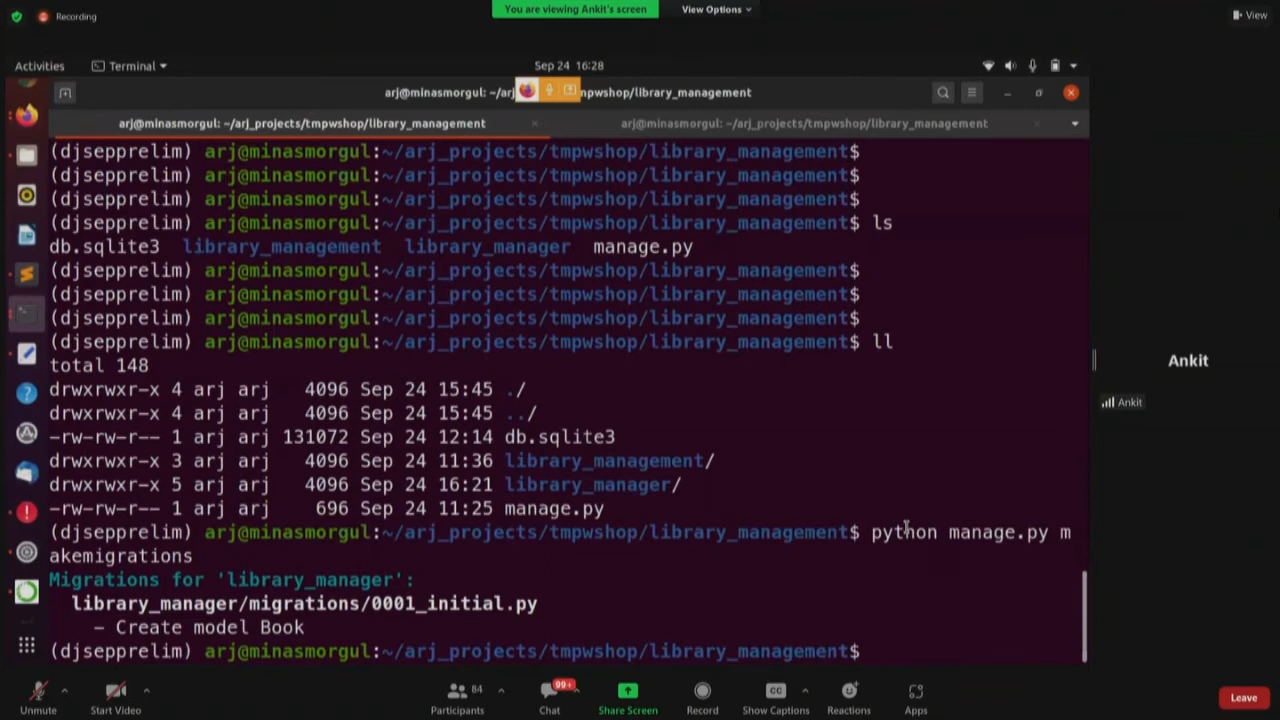 Recording
You are viewing Ankit's screen
View Options
View
Activities
Terminal
Sep 24 16:28
arj@minasmorgul: ~/arj
mpwshop/library_management
arj@minasmorgul: ~/arj_projects/tmpwshop/library_management
arj@minasmorgul: ~/arj_projects/tmpwshop/library_management
(djsepprelim) arj@minasmorgul:~/arj_projects/tmpwshop/library_management$
(djsepprelim) arj@minasmorgul:~/arj_projects/tmpwshop/library_management$
(djsepprelim) arj@minasmorgul:~/arj_projects/tmpwshop/library_management$
(djsepprelim) arj@minasmorgul:~/arj_projects/tmpwshop/library_management$ ls
db.sqlite3 library_management library_manager manage.py
(djsepprelim) arj@minasmorgul:~/arj_projects/tmpwshop/library_management$
(djsepprelim) arj@minasmorgul:~/arj_projects/tmpwshop/library_management$
(djsepprelim) arj@minasmorgul:~/arj_projects/tmpwshop/library_management$
(djsepprelim) arj@minasmorgul:~/arj_projects/tmpwshop/library_management$ ll
total 148
drwxrwxr-x 4 arj arj 4096 Sep 24 15:45 ./
drwxrwxr-x 4 arj arj 4096 Sep 24 15:45 ../
-rw-rw-r-- 1 arj arj 131072 Sep 24 12:14 db.sqlite3
drwxrwxr-x 3 arj arj 4096 Sep 24 11:36 library_management/
drwxrwxr-x 5 arj arj 4096 Sep 24 16:21 library_manager/
-rw-rw-r-- 1 arj arj 696 Sep 24 11:25 manage.py
(djsepprelim) arj@minasmorgul:~/arj_projects/tmpwshop/library_management$ python manage.py m
akemigrations
Migrations for 'library_manager':
library_manager/migrations/0001_initial.py
- Create model Book
(djsepprelim) arj@minasmorgul:~/arj_projects/tmpwshop/library_management$
Ankit
Ankit
84
99+
Unmute
Start Video
Participants
Chat
Share Screen
Record
CC
Show Captions
Reactions
Apps
Leave